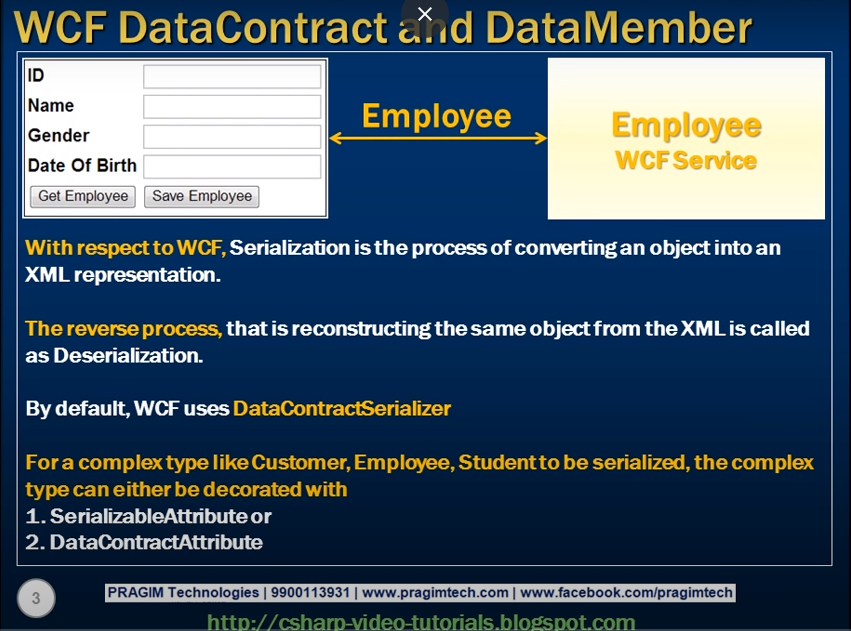 WCF DataContract and DataMember
ID
Name
Gender
Date Of Birth
Get Employee Save Employee
Employee
Employee
WCF Service
With respect to WCF, Serialization is the process of converting an object into an
XML representation.
The reverse process, that is reconstructing the same object from the XML is called
as Deserialization.
By default, WCF uses DataContractSerializer
For a complex type like Customer, Employee, Student to be serialized, the complex
type can either be decorated with
1. SerializableAttribute or
2. DataContractAttribute
3
PRAGIM Technologies | 9900113931 | www.pragimtech.com | www.facebook.com/pragimtech
http://csharp-video-tutorials.blogspot.com